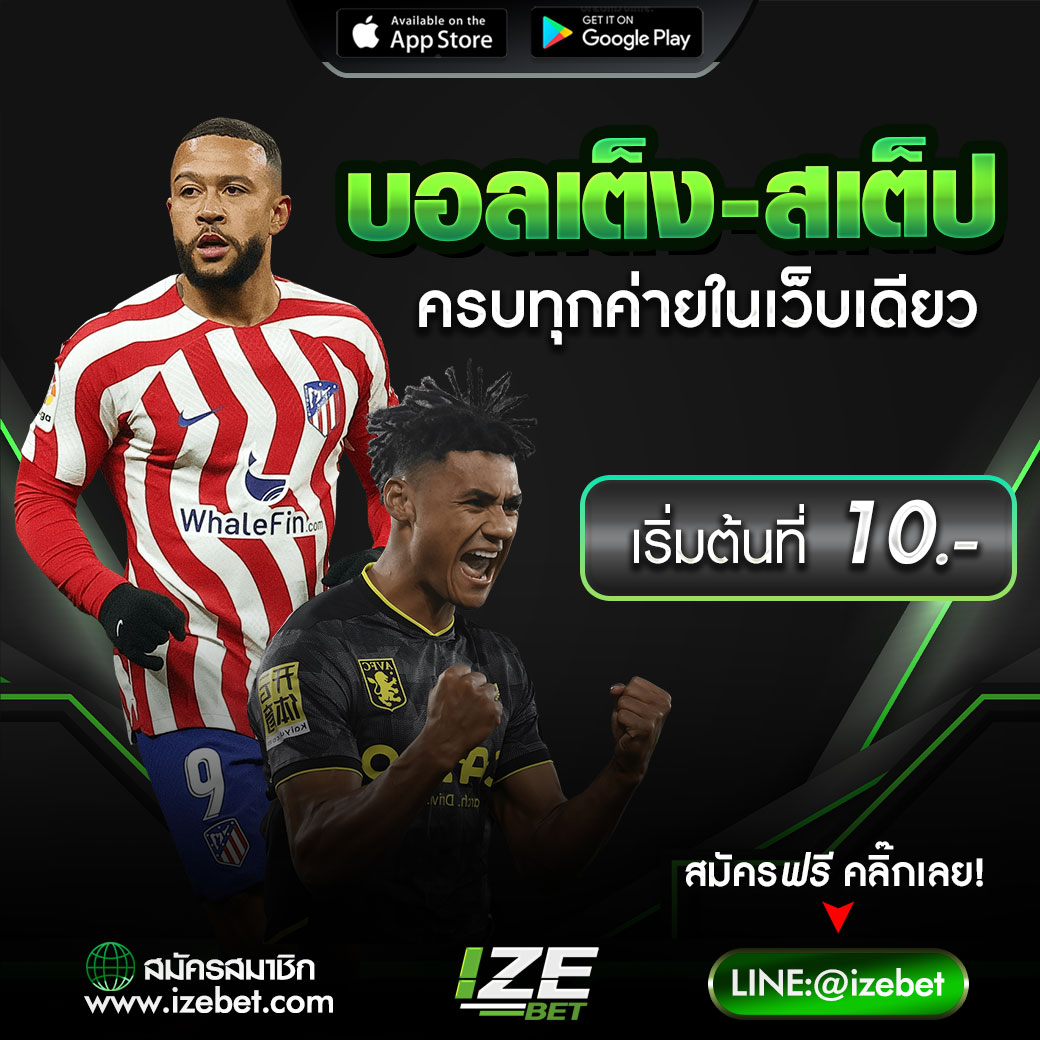 Available on the
App Store
GET IT ON
Google Play
บอลเต็ง-สเต็ป
ครบทุกค่ายในเว็บเดียว
WhaleFin.com
เริ่มต้นที่ 10.-
AVFC
9
สมัครฟรี คลิ๊กเลย!
สมัครสมาชิก
www.izebet.com
IZE
BET
LINE:@izebet